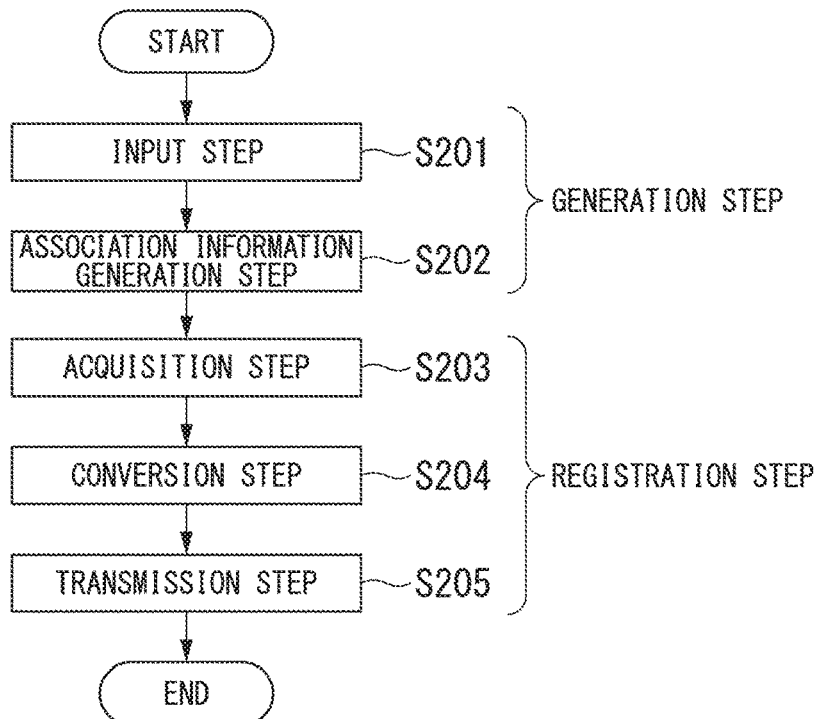 START
INPUT STEP
S201
GENERATION STEP
ASSOCIATION INFORMATION
GENERATION STEP
S202
ACQUISITION STEP
S203
CONVERSION STEP
S204
REGISTRATION STEP
TRANSMISSION STEP
S205
END